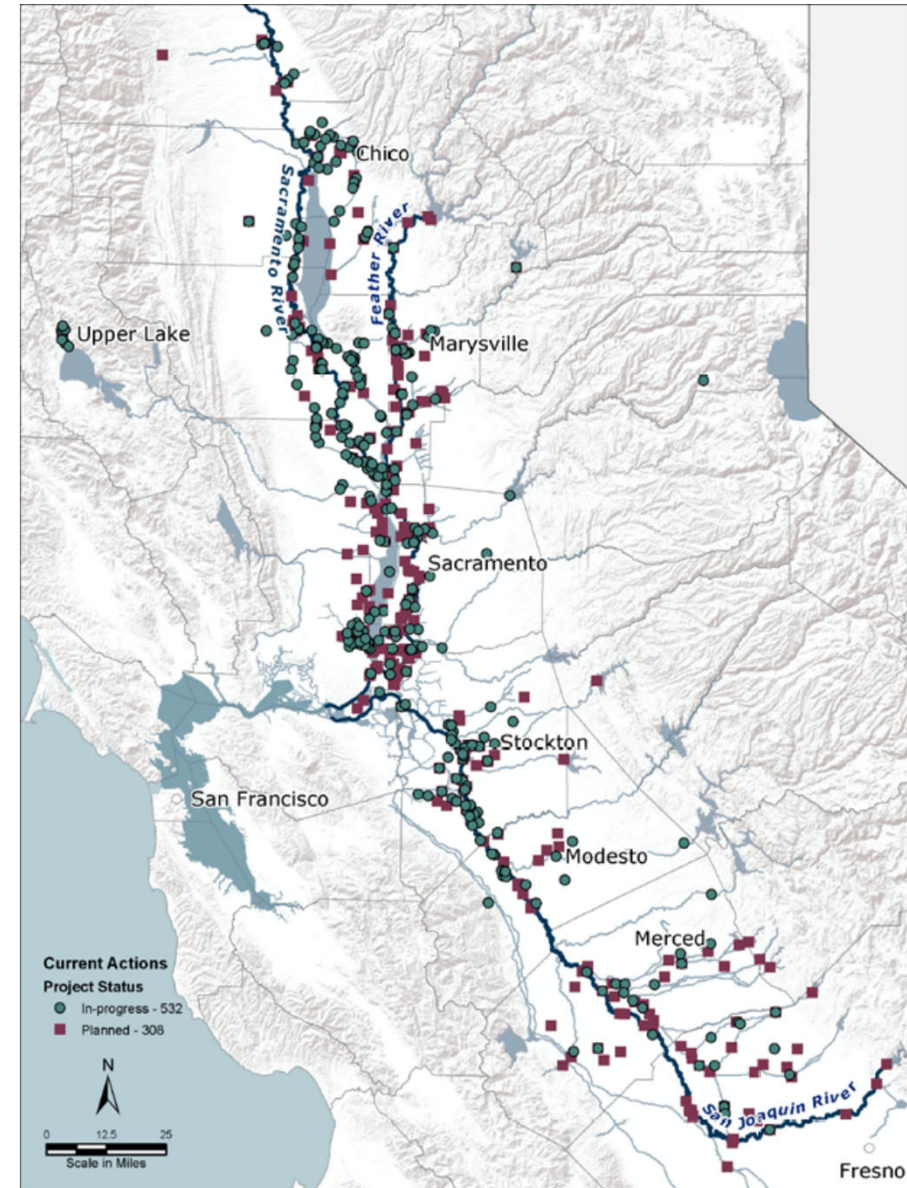 Chico
Sacramento River
Feather River
Upper Lake
Marysville
Sacramento
Stockton
San Francisco
Modesto
Merced
Current Actions
Project Status
In-progress - 532
Planned - 308
N
0 12.5 25
Scale in Miles
San Joaquin River
Fresno